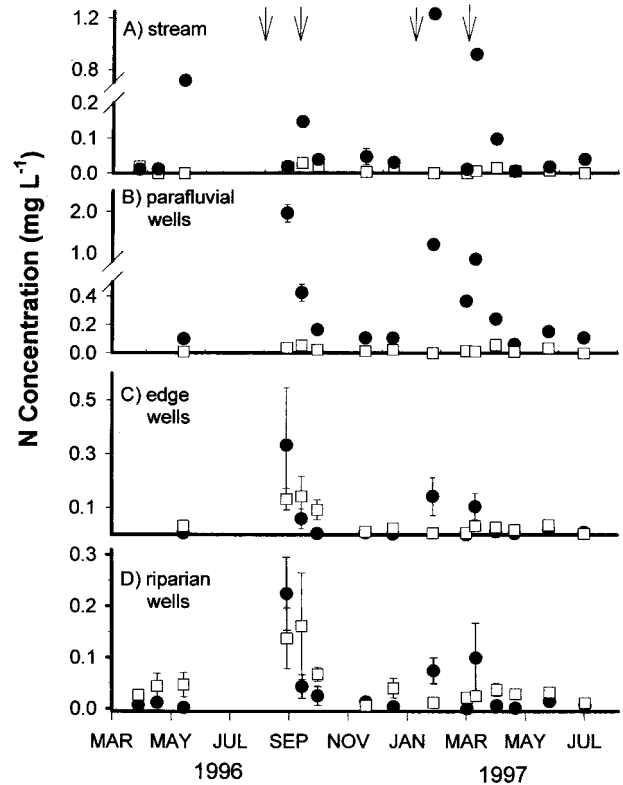 N Concentration (mg L⁻¹)
A) stream
1.2
0.8
0.2
0.1
0.0
B) parafluvial
wells
2.0
1.0
0.4
0.2
0.0
C) edge
wells
0.5
0.3
0.1
D) riparian
wells
0.3
0.2
0.1
0.0
MAR MAY JUL SEP NOV JAN MAR MAY JUL
1996 1997